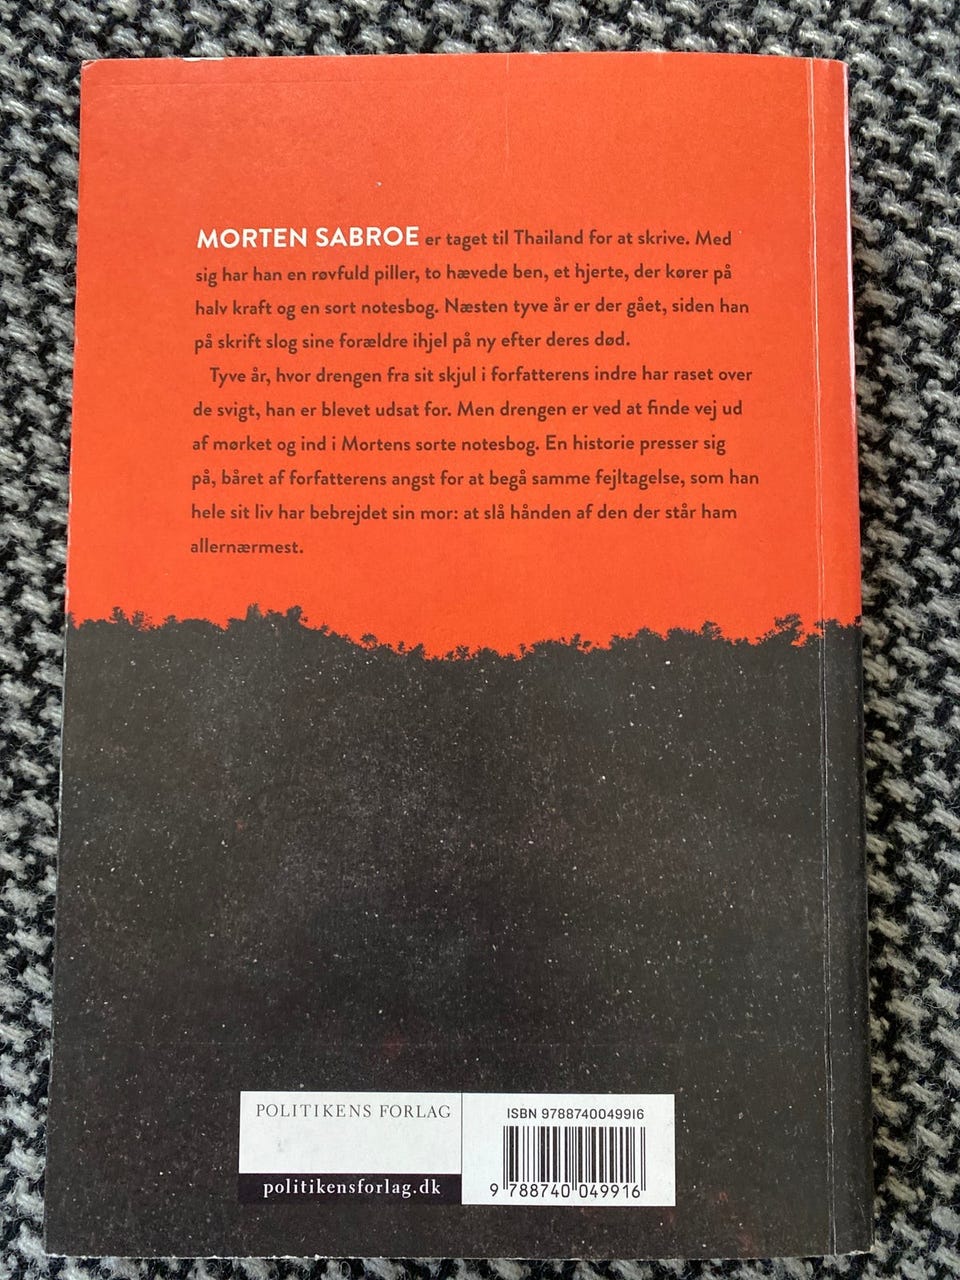 MORTEN SABROE er taget til Thailand for at skrive. Med
sig har han en røvfuld piller, to hævede ben, et hjerte, der kører på
halv kraft og en sort notesbog. Næsten tyve år er der gået, siden han
på skrift slog sine forældre ihjel på ny efter deres død.
Tyve år, hvor drengen fra sit skjul i forfatterens indre har raset over
de svigt, han er blevet udsat for. Men drengen er ved at finde vej ud
af mørket og ind i Mortens sorte notesbog. En historie presser sig
på, båret af forfatterens angst for at begå samme fejltagelse, som han
hele sit liv har bebrejdet sin mor: at slå hånden af den der står ham
allernærmest.
POLITIKENS FORLAG
politikensforlag.dk
ISBN 9788740049916
9 788740 049916